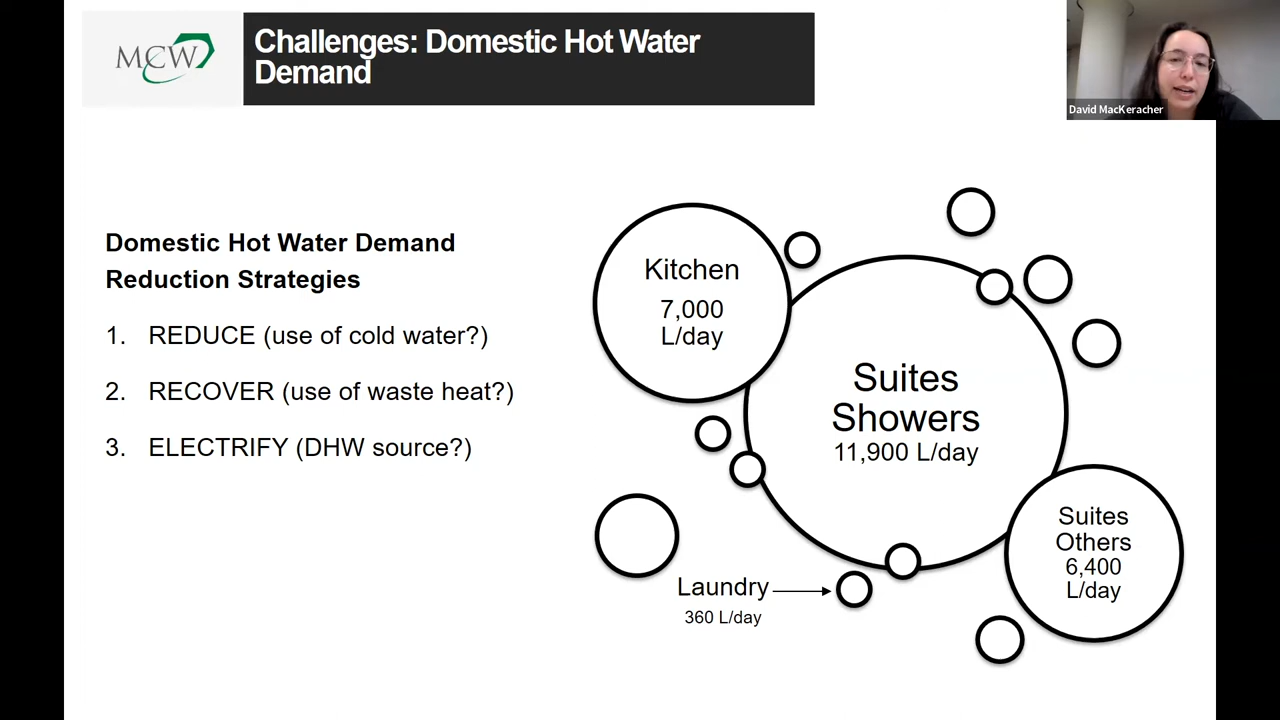 MCW
Challenges: Domestic Hot Water
Demand
David MacKeracher
Domestic Hot Water Demand
Reduction Strategies
1. REDUCE (use of cold water?)
2. RECOVER (use of waste heat?)
3. ELECTRIFY (DHW source?)
Kitchen
7,000
L/day
Suites
Showers
11,900 L/day
Suites
Others
6,400
L/day
Laundry
360 L/day